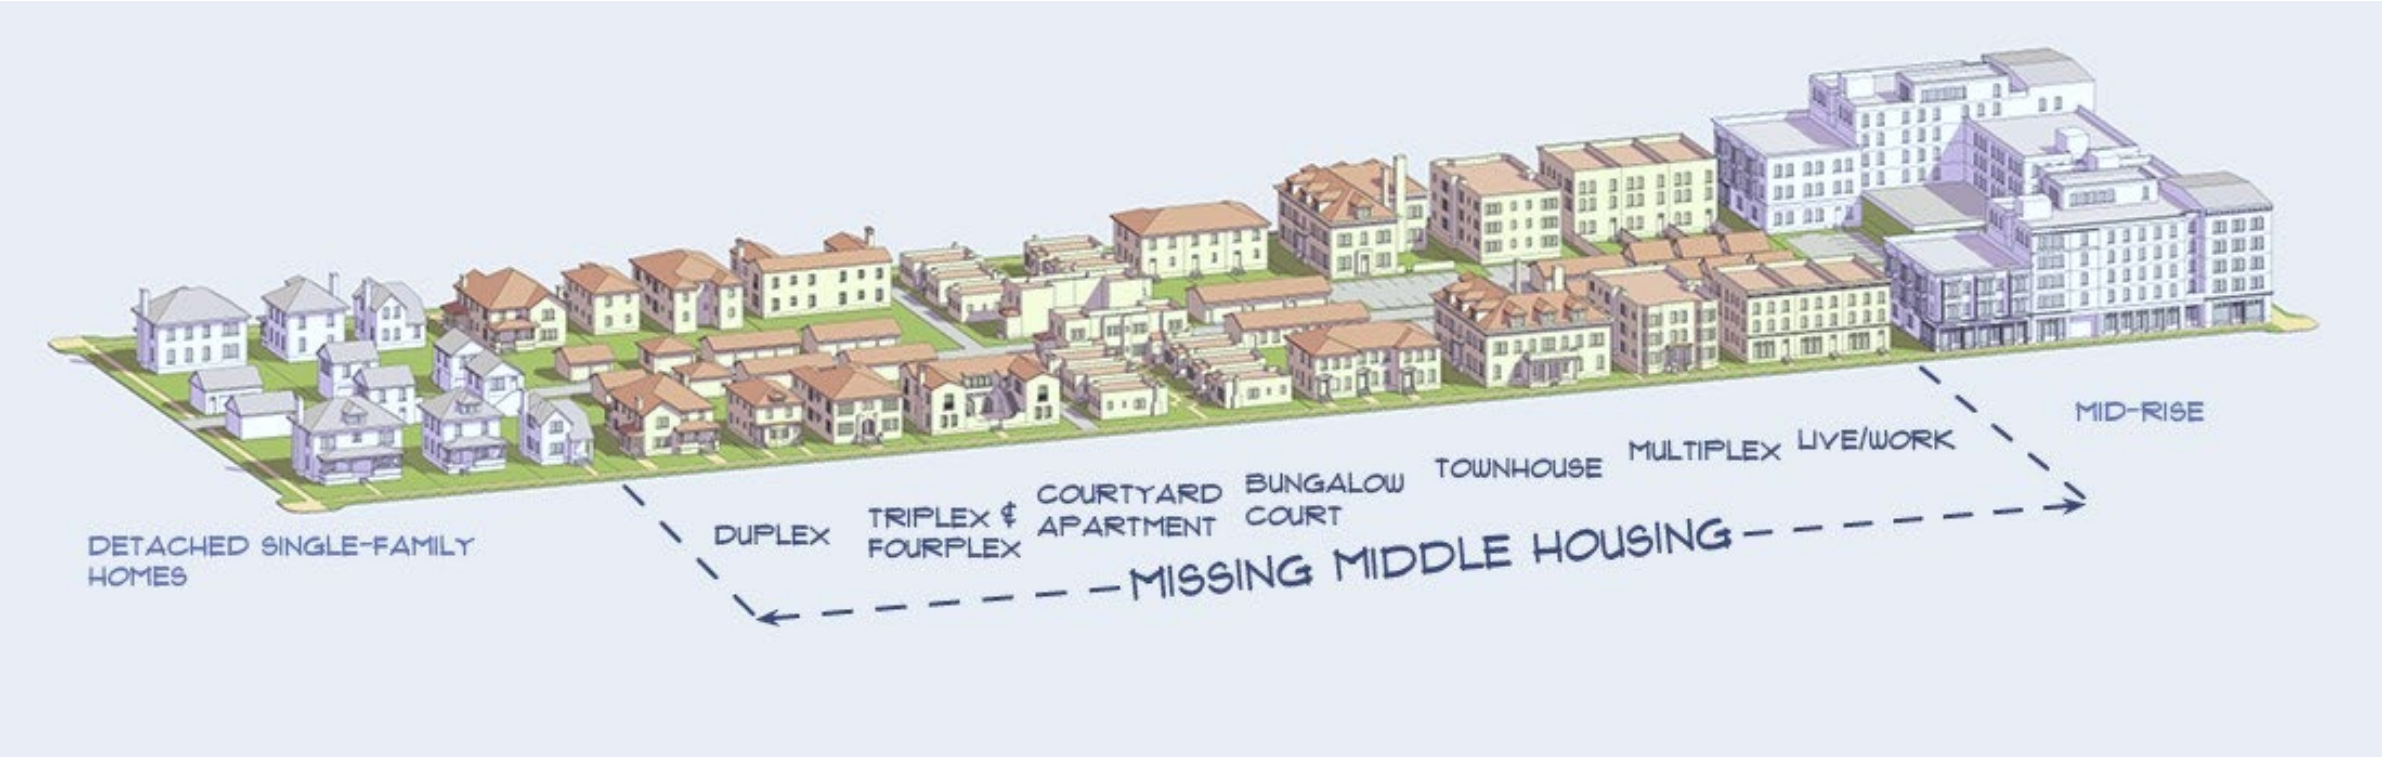 DETACHED SINGLE-FAMILY
HOMES
DUPLEX
TRIPLEX &
FOURPLEX
COURTYARD
APARTMENT
BUNGALOW
COURT
TOWNHOUSE
MULTIPLEX
LIVE/WORK
MID-RISE
MISSING MIDDLE HOUSING